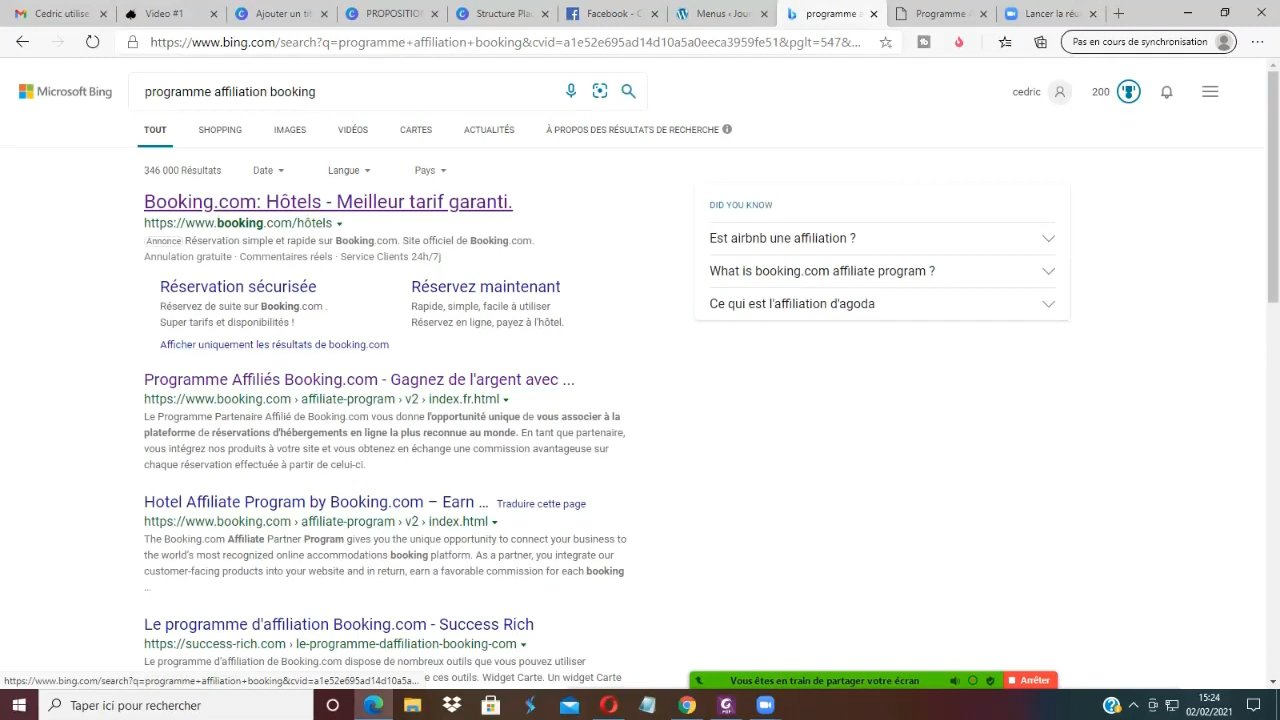 Cedric utilise
Video #1
Ajouter un t
PROPOSITIO
Structure Pla
Facebook - C
Menus ‹ Jour
programme a
Programme
Lancer la réu
https://www.bing.com/search?q=programme+affiliation+booking&cvid=a1e52e695ad14d10a5a0eeca3959fe51&pglt=547&...
Pas en cours de synchronisation
Microsoft Bing
programme affiliation booking
cedric
200
TOUT
SHOPPING
IMAGES
VIDÉOS
CARTES
ACTUALITÉS
À PROPOS DES RÉSULTATS DE RECHERCHE
346 000 Résultats
Date
Langue
Pays
Booking.com: Hôtels - Meilleur tarif garanti.
https://www.booking.com/hôtels
Annonce Réservation simple et rapide sur Booking.com. Site officiel de Booking.com.
Annulation gratuite · Commentaires réels · Service Clients 24h/7j
Réservation sécurisée
Réservez de suite sur Booking.com .
Super tarifs et disponibilités !
Réservez maintenant
Rapide, simple, facile à utiliser
Réservez en ligne, payez à l'hôtel.
Afficher uniquement les résultats de booking.com
DID YOU KNOW
Est airbnb une affiliation ?
What is booking.com affiliate program ?
Ce qui est l'affiliation d'agoda
Programme Affiliés Booking.com - Gagnez de l'argent avec ...
https://www.booking.com › affiliate-program › v2 › index.fr.html
Le Programme Partenaire Affilié de Booking.com vous donne l'opportunité unique de vous associer à la
plateforme de réservations d'hébergements en ligne la plus reconnue au monde. En tant que partenaire,
vous intégrez nos produits à votre site et vous obtenez en échange une commission avantageuse sur
chaque réservation effectuée à partir de celui-ci.
Hotel Affiliate Program by Booking.com – Earn ... Traduire cette page
https://www.booking.com › affiliate-program › v2 › index.html
The Booking.com Affiliate Partner Program gives you the unique opportunity to connect your business to
the world's most recognized online accommodations booking platform. As a partner, you integrate our
customer-facing products into your website and in return, earn a favorable commission for each booking
...
Le programme d'affiliation Booking.com - Success Rich
https://success-rich.com › le-programme-daffiliation-booking-com
Le programme d'affiliation de Booking.com dispose de nombreux outils que vous pouvez utiliser
e ces outils. Widget Carte. Un widget Carte
https://www.bing.com/search?q=programme+affiliation+booking&cvid=a1e52e695ad14d10a5a...
Vous êtes en train de partager votre écran
Arrêter
Taper ici pour rechercher
15:24
02/02/2021